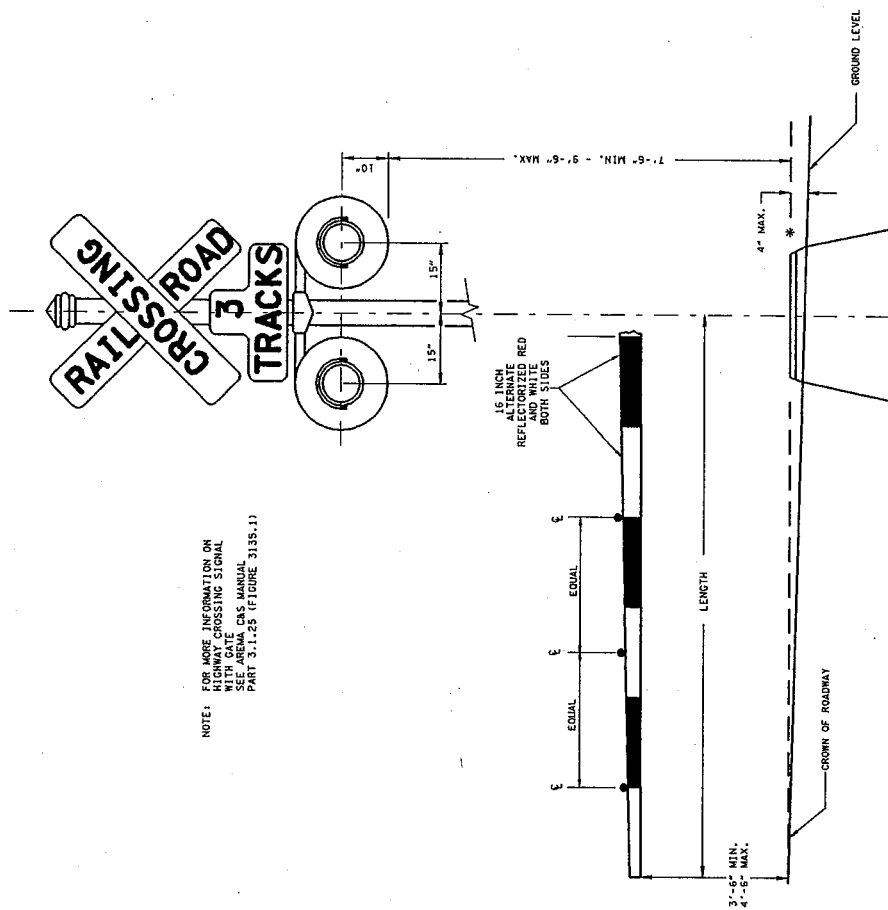 RAIL ROAD
CROSSING
3
TRACKS
10"
15"
15"
7'-6" MIN. - 9'-6" MAX.
4" MAX.
*
GROUND LEVEL
NOTE: FOR MORE INFORMATION ON
HIGHWAY CROSSING SIGNAL
WITH GATE
SEE AREMA C&S MANUAL
PART 3.1.25 (FIGURE 3135.1)
16 INCH
ALTERNATE
REFLECTORIZED RED
AND WHITE
BOTH SIDES
℄
℄
℄
EQUAL
EQUAL
LENGTH
CROWN OF ROADWAY
3'-6" MIN.
4'-6" MAX.